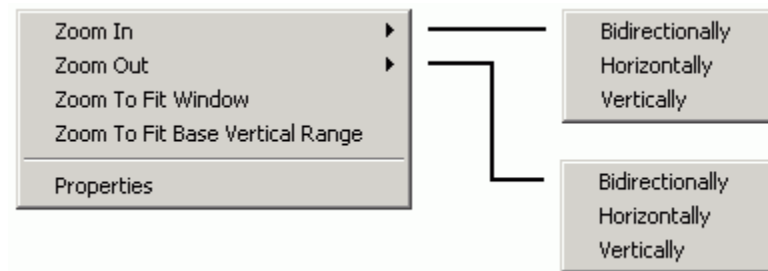 Zoom In
Zoom Out
Zoom To Fit Window
Zoom To Fit Base Vertical Range
Properties
Bidirectionally
Horizontally
Vertically
Bidirectionally
Horizontally
Vertically